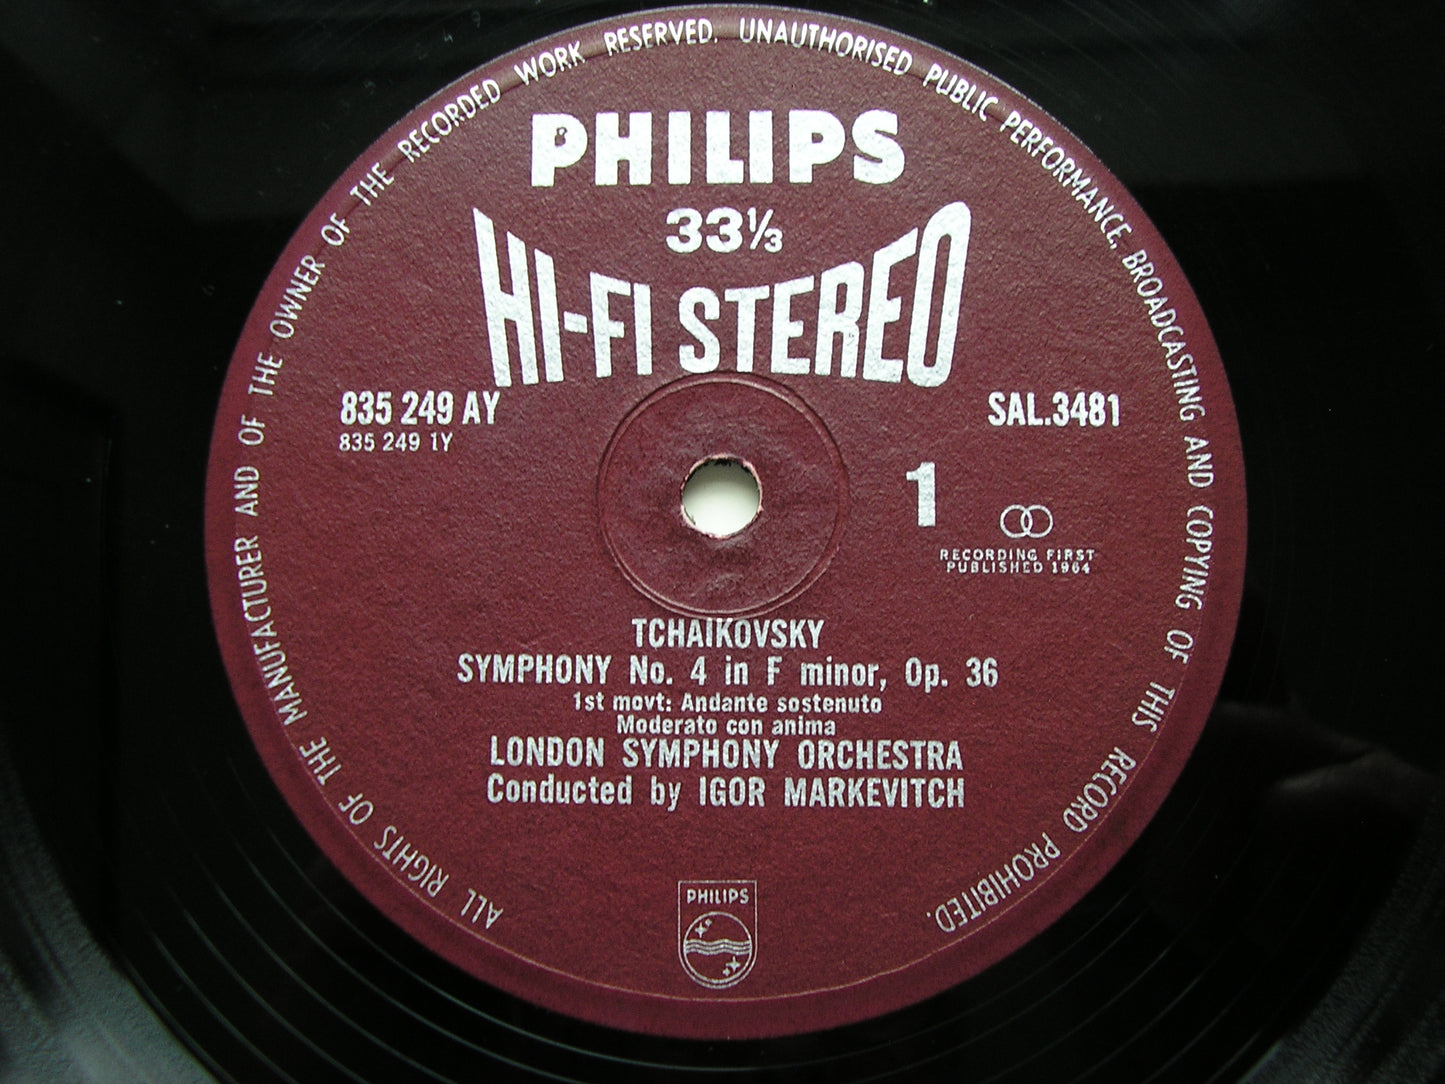 ALL RIGHTS OF THE MANUFACTURER AND OF THE OWNER OF THE RECORDED WORK RESERVED. UNAUTHORISED PUBLIC PERFORMANCE, BROADCASTING AND COPYING OF THIS RECORD PROHIBITED.
PHILIPS
33⅓
HI-FI STEREO
835 249 AY
835 249 1Y
SAL.3481
1
RECORDING FIRST
PUBLISHED 1964
TCHAIKOVSKY
SYMPHONY No. 4 in F minor, Op. 36
1st movt: Andante sostenuto
Moderato con anima
LONDON SYMPHONY ORCHESTRA
Conducted by IGOR MARKEVITCH
PHILIPS